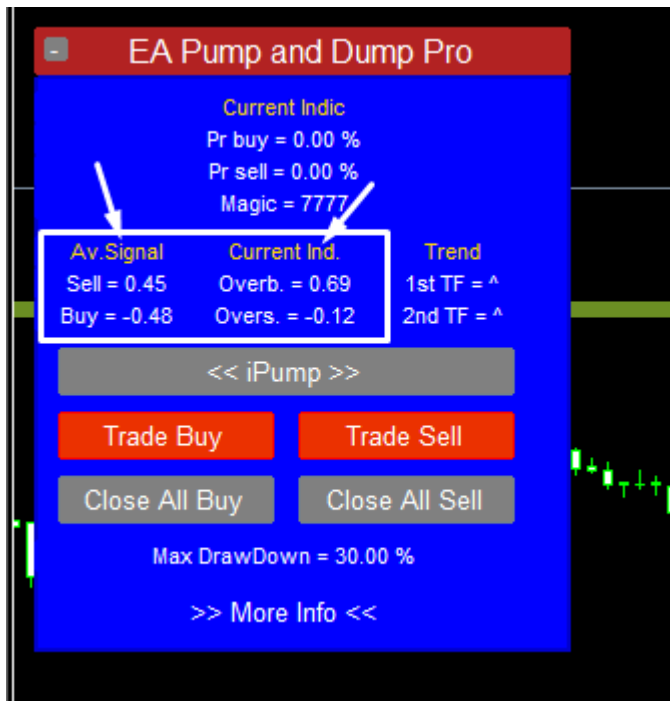 -
EA Pump and Dump Pro
Current Indic
Pr buy = 0.00 %
Pr sell = 0.00 %
Magic = 7777
Av.Signal Current Ind. Trend
Sell = 0.45 Overb. = 0.69 1st TF = ^
Buy = -0.48 Overs. = -0.12 2nd TF = ^
<< iPump >>
Trade Buy Trade Sell
Close All Buy Close All Sell
Max DrawDown = 30.00 %
>> More Info <<